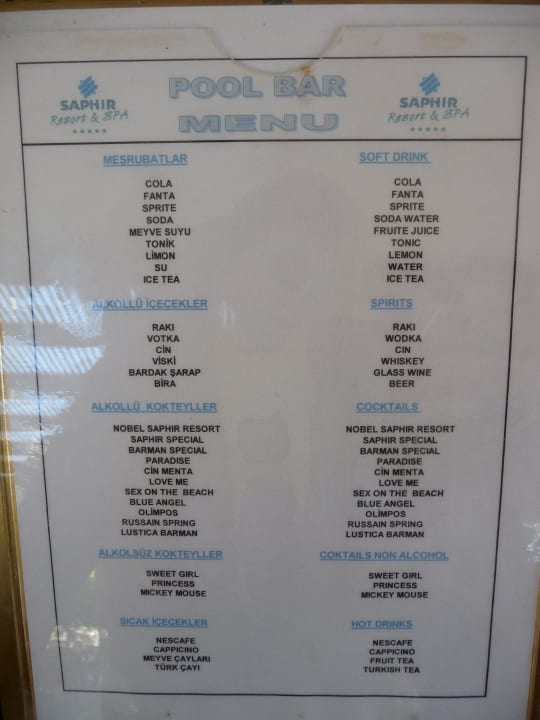 SAPHIR
Resort & SPA
POOL BAR
MENU
SAPHIR
Resort & SPA
MEŞRUBATLAR
COLA
FANTA
SPRITE
SODA
MEYVE SUYU
TONİK
LİMON
SU
ICE TEA
SOFT DRINK
COLA
FANTA
SPRITE
SODA WATER
FRUITE JUICE
TONIC
LEMON
WATER
ICE TEA
ALKOLLÜ İÇEÇEKLER
RAKI
VOTKA
CİN
VİSKİ
BARDAK ŞARAP
BİRA
SPIRITS
RAKI
WODKA
CIN
WHISKEY
GLASS WINE
BEER
ALKOLLÜ KOKTEYLLER
NOBEL SAPHIR RESORT
SAPHIR SPECIAL
BARMAN SPECIAL
PARADISE
CİN MENTA
LOVE ME
SEX ON THE BEACH
BLUE ANGEL
OLİMPOS
RUSSAIN SPRING
LUSTICA BARMAN
COCKTAILS
NOBEL SAPHIR RESORT
SAPHIR SPECIAL
BARMAN SPECIAL
PARADISE
CİN MENTA
LOVE ME
SEX ON THE BEACH
BLUE ANGEL
OLİMPOS
RUSSAIN SPRING
LUSTICA BARMAN
ALKOLSÜZ KOKTEYLLER
SWEET GIRL
PRINCESS
MICKEY MOUSE
COKTAILS NON ALCOHOL
SWEET GIRL
PRINCESS
MICKEY MOUSE
SICAK İÇECEKLER
NESCAFE
CAPPICINO
MEYVE ÇAYLARI
TÜRK ÇAYI
HOT DRINKS
NESCAFE
CAPPICINO
FRUIT TEA
TURKISH TEA